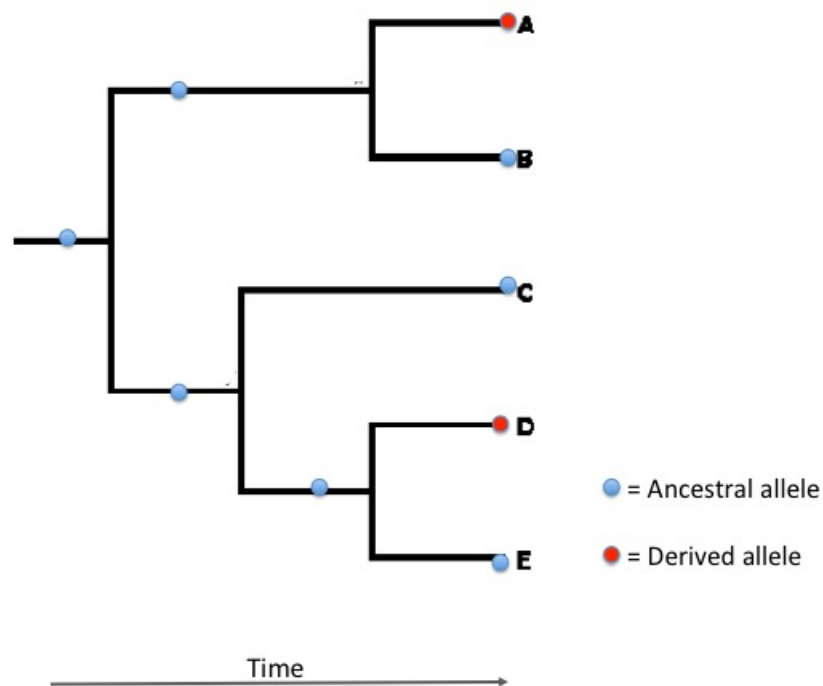 A
B
C
D
E
= Ancestral allele
= Derived allele
Time